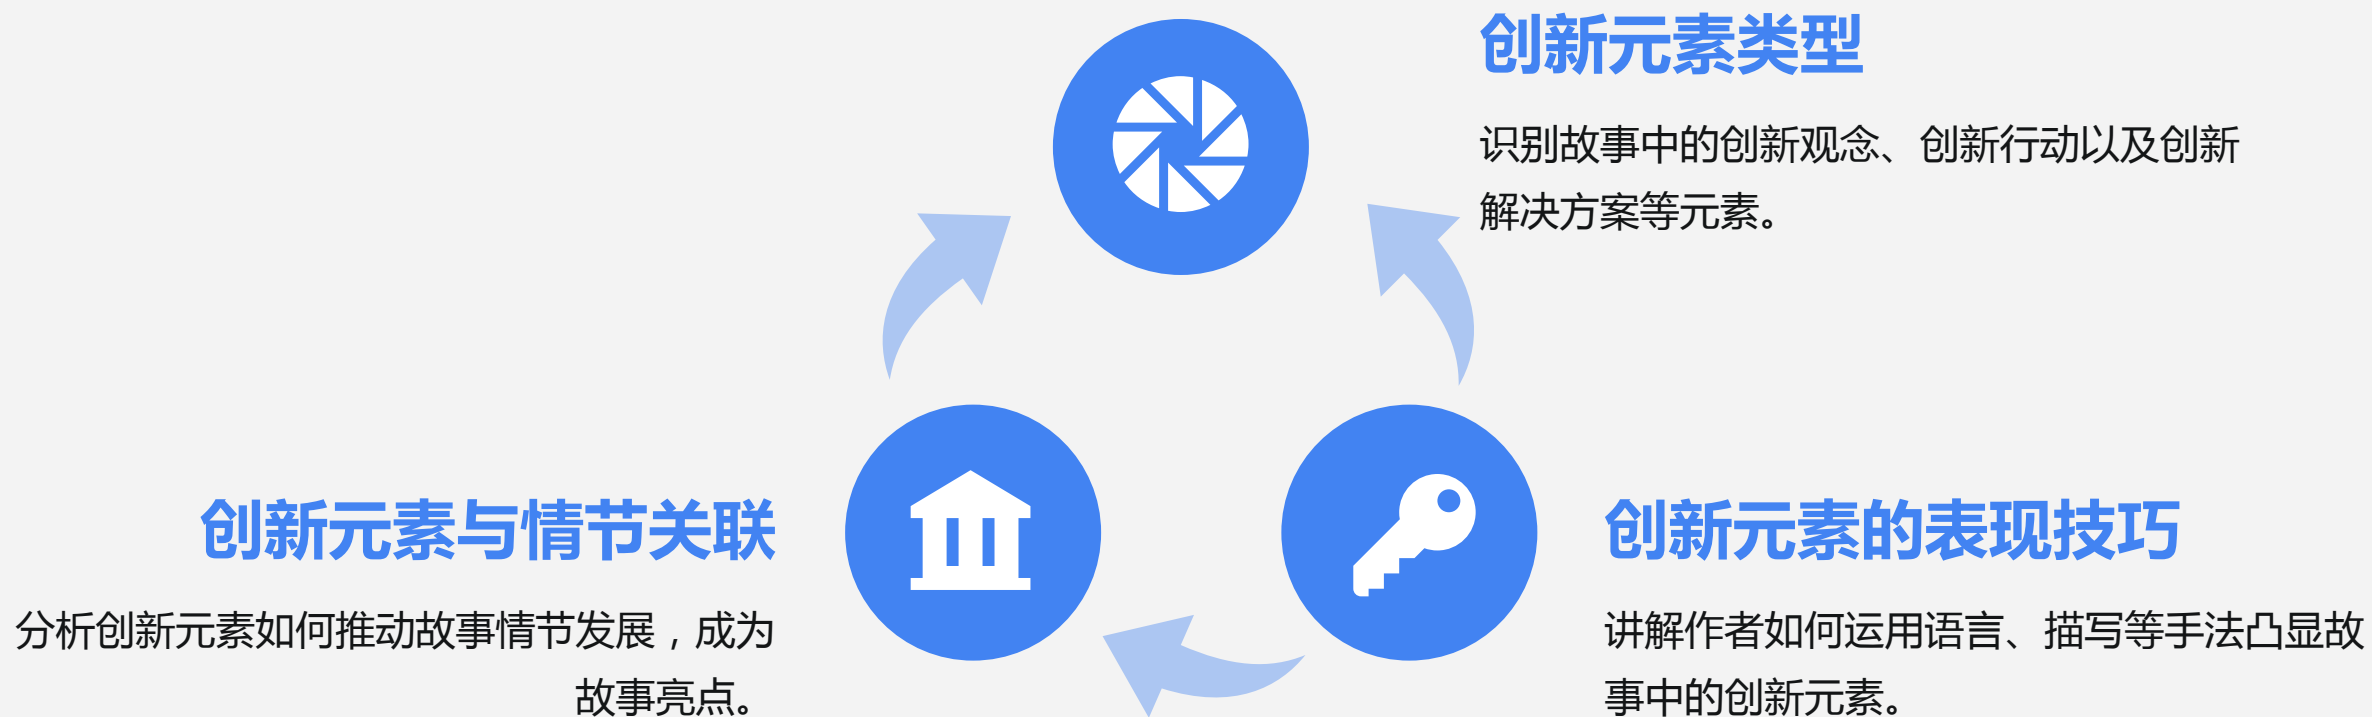 创新元素类型
识别故事中的创新观念、创新行动以及创新
解决方案等元素。
创新元素与情节关联
分析创新元素如何推动故事情节发展，成为
故事亮点。
创新元素的表现技巧
讲解作者如何运用语言、描写等手法凸显故
事中的创新元素。